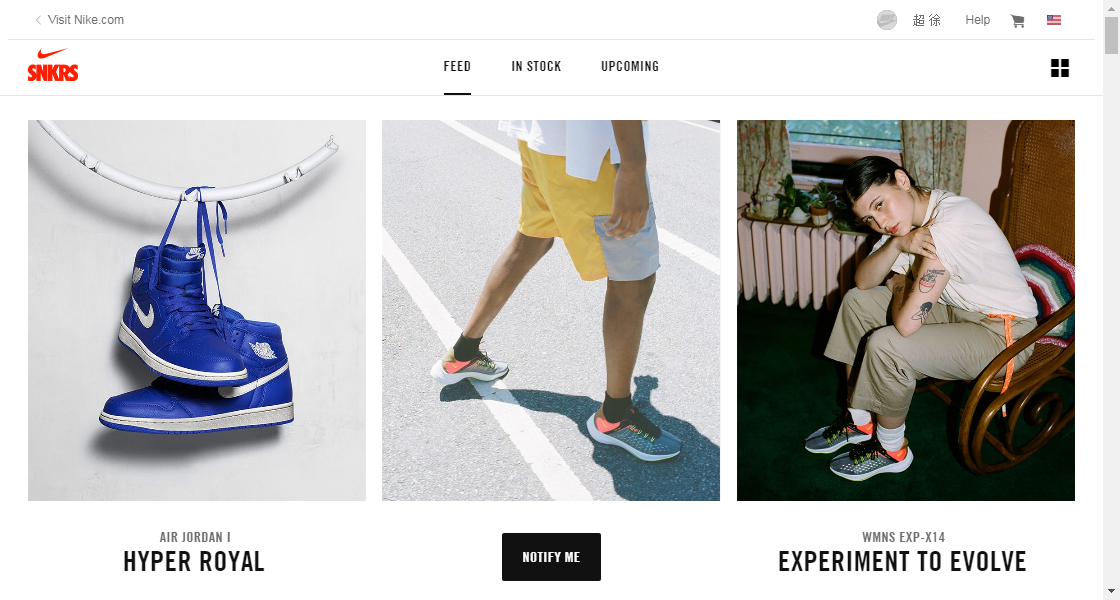 Visit Nike.com
超 徐
Help
SNKRS
FEED
IN STOCK
UPCOMING
AIR JORDAN I
HYPER ROYAL
NOTIFY ME
WMNS EXP-X14
EXPERIMENT TO EVOLVE